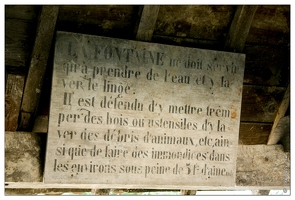 LA FONTAINE ne doit servir
qu'à prendre de l'eau et y la-
ver le linge.
Il est défendu d'y mettre trem-
per des bois ou ustensiles d'y la-
ver des débris d'animaux, etc, ain-
si que de faire des immondices dans
les environs sous peine de 5f d'am